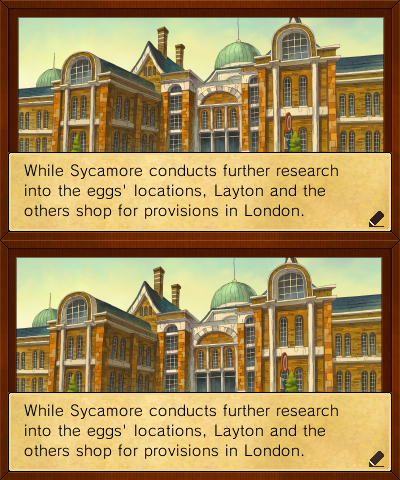 While Sycamore conducts further research
into the eggs' locations, Layton and the
others shop for provisions in London.
While Sycamore conducts further research
into the eggs' locations, Layton and the
others shop for provisions in London.